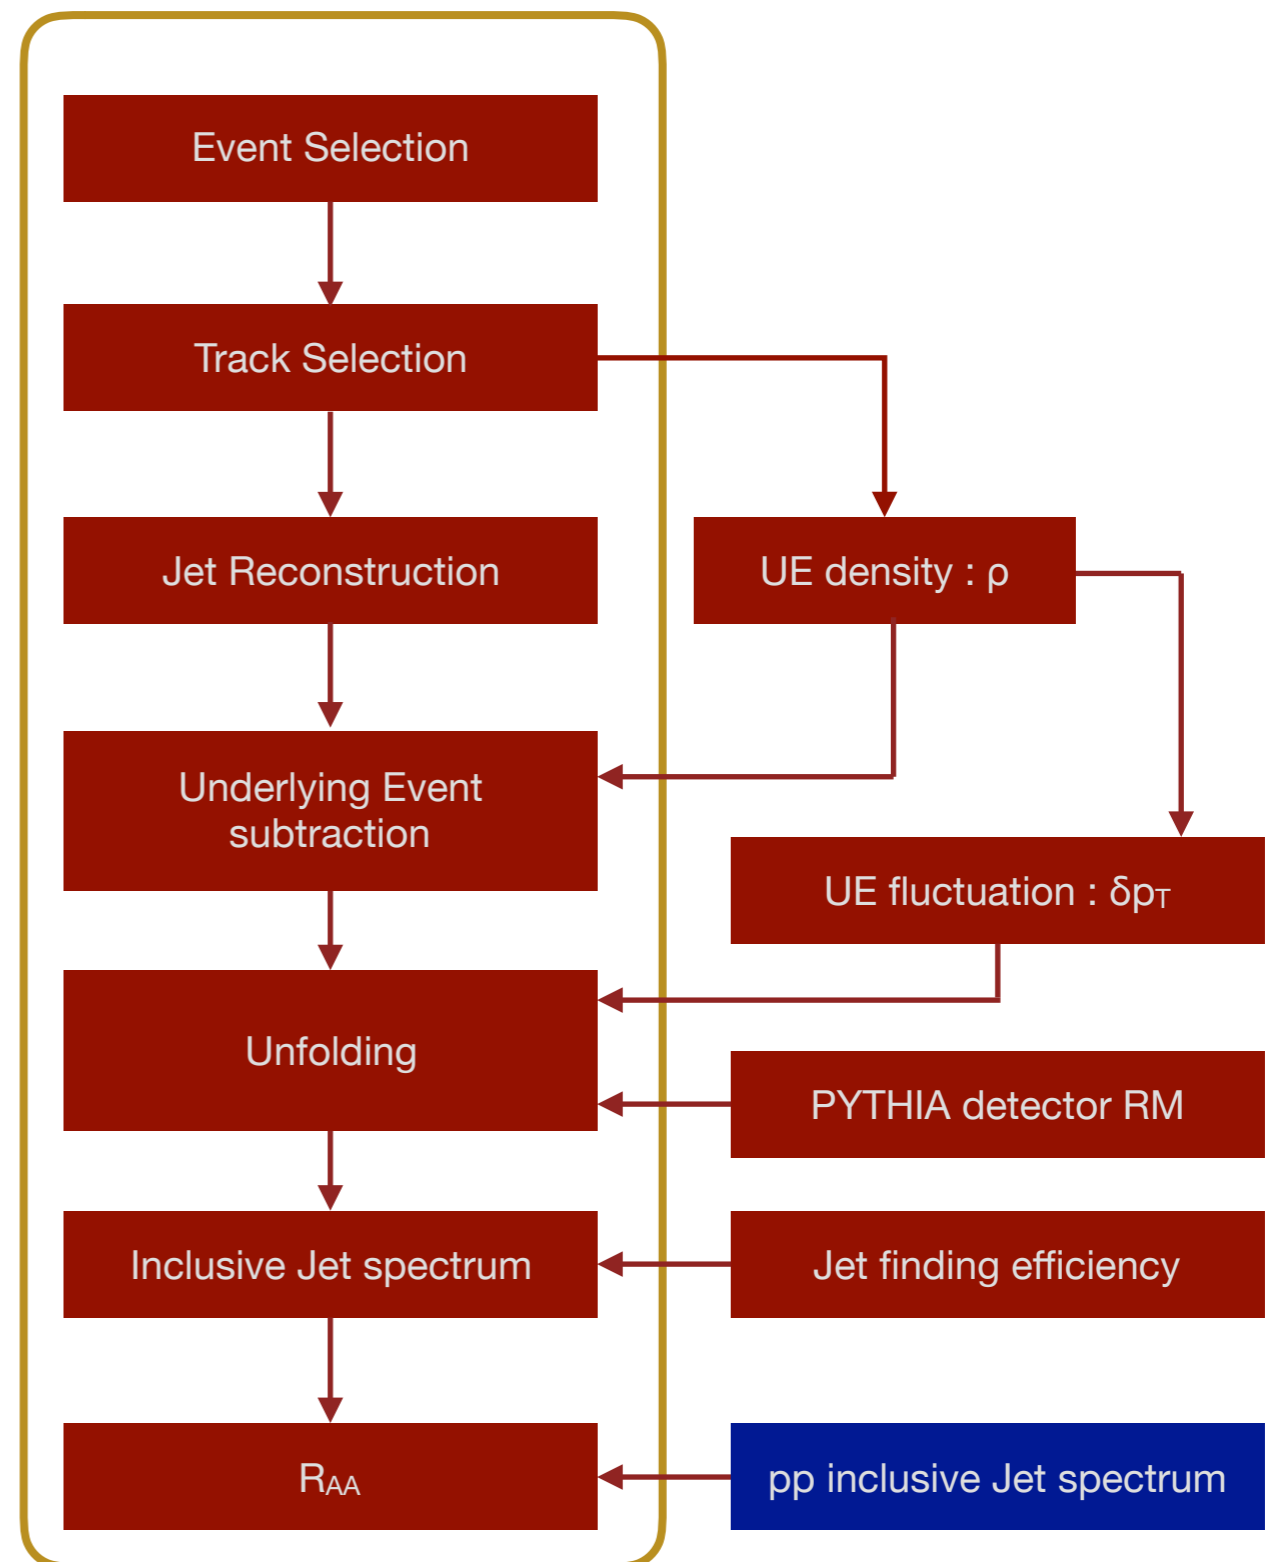 Event Selection
Track Selection
Jet Reconstruction
UE density : ρ
Underlying Event
subtraction
UE fluctuation : δpT
Unfolding
PYTHIA detector RM
Inclusive Jet spectrum
Jet finding efficiency
RAA
pp inclusive Jet spectrum